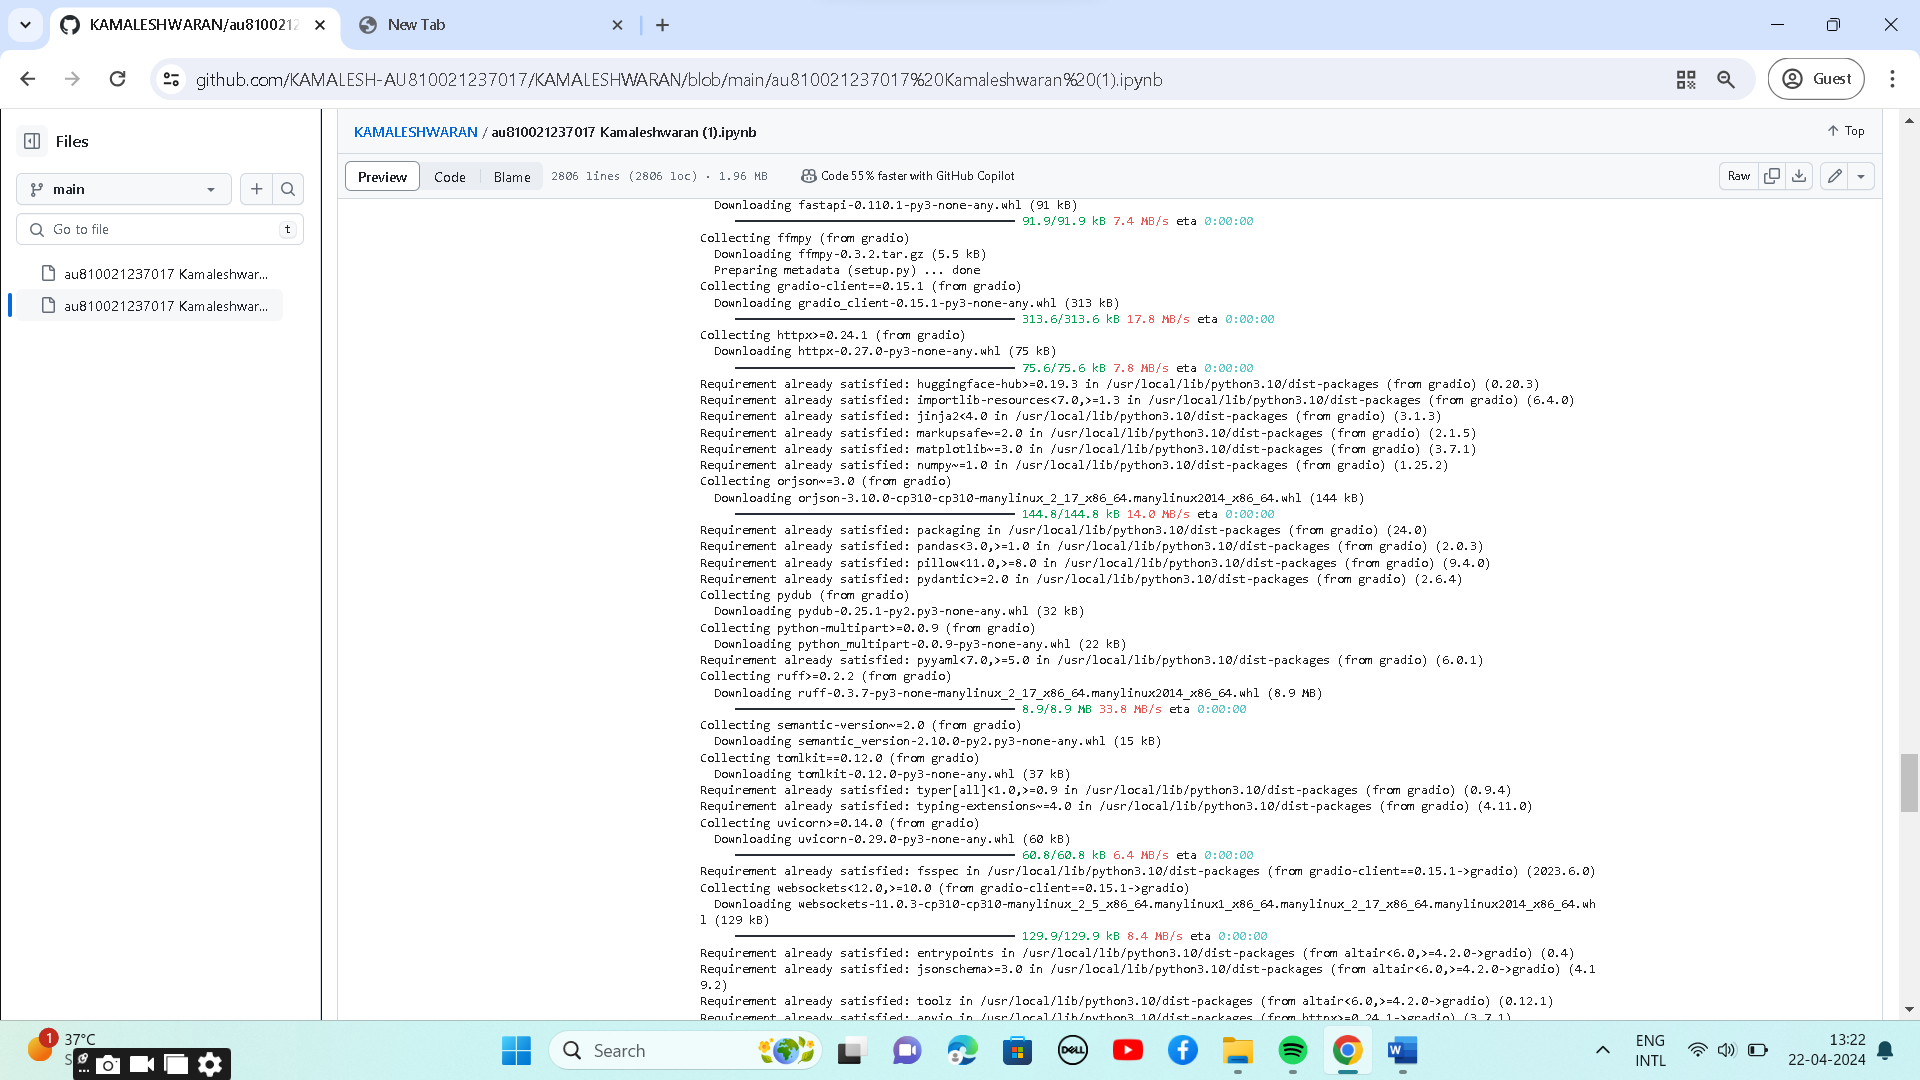 KAMALESHWARAN/au8100212
New Tab
github.com/KAMALESH-AU810021237017/KAMALESHWARAN/blob/main/au810021237017%20Kamaleshwaran%20(1).ipynb
Guest
Files
KAMALESHWARAN / au810021237017 Kamaleshwaran (1).ipynb
Top
main
Preview Code Blame 2806 lines (2806 loc) · 1.96 MB Code 55% faster with GitHub Copilot Raw
Go to file t
au810021237017 Kamaleshwar...
au810021237017 Kamaleshwar...
Downloading fastapi-0.110.1-py3-none-any.whl (91 kB)
91.9/91.9 kB 7.4 MB/s eta 0:00:00
Collecting ffmpy (from gradio)
Downloading ffmpy-0.3.2.tar.gz (5.5 kB)
Preparing metadata (setup.py) ... done
Collecting gradio-client==0.15.1 (from gradio)
Downloading gradio_client-0.15.1-py3-none-any.whl (313 kB)
313.6/313.6 kB 17.8 MB/s eta 0:00:00
Collecting httpx>=0.24.1 (from gradio)
Downloading httpx-0.27.0-py3-none-any.whl (75 kB)
75.6/75.6 kB 7.8 MB/s eta 0:00:00
Requirement already satisfied: huggingface-hub>=0.19.3 in /usr/local/lib/python3.10/dist-packages (from gradio) (0.20.3)
Requirement already satisfied: importlib-resources<7.0,>=1.3 in /usr/local/lib/python3.10/dist-packages (from gradio) (6.4.0)
Requirement already satisfied: jinja2<4.0 in /usr/local/lib/python3.10/dist-packages (from gradio) (3.1.3)
Requirement already satisfied: markupsafe~=2.0 in /usr/local/lib/python3.10/dist-packages (from gradio) (2.1.5)
Requirement already satisfied: matplotlib~=3.0 in /usr/local/lib/python3.10/dist-packages (from gradio) (3.7.1)
Requirement already satisfied: numpy~=1.0 in /usr/local/lib/python3.10/dist-packages (from gradio) (1.25.2)
Collecting orjson~=3.0 (from gradio)
Downloading orjson-3.10.0-cp310-cp310-manylinux_2_17_x86_64.manylinux2014_x86_64.whl (144 kB)
144.8/144.8 kB 14.0 MB/s eta 0:00:00
Requirement already satisfied: packaging in /usr/local/lib/python3.10/dist-packages (from gradio) (24.0)
Requirement already satisfied: pandas<3.0,>=1.0 in /usr/local/lib/python3.10/dist-packages (from gradio) (2.0.3)
Requirement already satisfied: pillow<11.0,>=8.0 in /usr/local/lib/python3.10/dist-packages (from gradio) (9.4.0)
Requirement already satisfied: pydantic>=2.0 in /usr/local/lib/python3.10/dist-packages (from gradio) (2.6.4)
Collecting pydub (from gradio)
Downloading pydub-0.25.1-py2.py3-none-any.whl (32 kB)
Collecting python-multipart>=0.0.9 (from gradio)
Downloading python_multipart-0.0.9-py3-none-any.whl (22 kB)
Requirement already satisfied: pyyaml<7.0,>=5.0 in /usr/local/lib/python3.10/dist-packages (from gradio) (6.0.1)
Collecting ruff>=0.2.2 (from gradio)
Downloading ruff-0.3.7-py3-none-manylinux_2_17_x86_64.manylinux2014_x86_64.whl (8.9 MB)
8.9/8.9 MB 33.8 MB/s eta 0:00:00
Collecting semantic-version~=2.0 (from gradio)
Downloading semantic_version-2.10.0-py2.py3-none-any.whl (15 kB)
Collecting tomlkit==0.12.0 (from gradio)
Downloading tomlkit-0.12.0-py3-none-any.whl (37 kB)
Requirement already satisfied: typer[all]<1.0,>=0.9 in /usr/local/lib/python3.10/dist-packages (from gradio) (0.9.4)
Requirement already satisfied: typing-extensions~=4.0 in /usr/local/lib/python3.10/dist-packages (from gradio) (4.11.0)
Collecting uvicorn>=0.14.0 (from gradio)
Downloading uvicorn-0.29.0-py3-none-any.whl (60 kB)
60.8/60.8 kB 6.4 MB/s eta 0:00:00
Requirement already satisfied: fsspec in /usr/local/lib/python3.10/dist-packages (from gradio-client==0.15.1->gradio) (2023.6.0)
Collecting websockets<12.0,>=10.0 (from gradio-client==0.15.1->gradio)
Downloading websockets-11.0.3-cp310-cp310-manylinux_2_5_x86_64.manylinux1_x86_64.manylinux_2_17_x86_64.manylinux2014_x86_64.wh
l (129 kB)
129.9/129.9 kB 8.4 MB/s eta 0:00:00
Requirement already satisfied: entrypoints in /usr/local/lib/python3.10/dist-packages (from altair<6.0,>=4.2.0->gradio) (0.4)
Requirement already satisfied: jsonschema>=3.0 in /usr/local/lib/python3.10/dist-packages (from altair<6.0,>=4.2.0->gradio) (4.1
9.2)
Requirement already satisfied: toolz in /usr/local/lib/python3.10/dist-packages (from altair<6.0,>=4.2.0->gradio) (0.12.1)
Requirement already satisfied: anyio in /usr/local/lib/python3.10/dist-packages (from httpx>=0.24.1->gradio) (3.7.1)
1
37°C
Search
DELL
W
ENG
INTL
13:22
22-04-2024